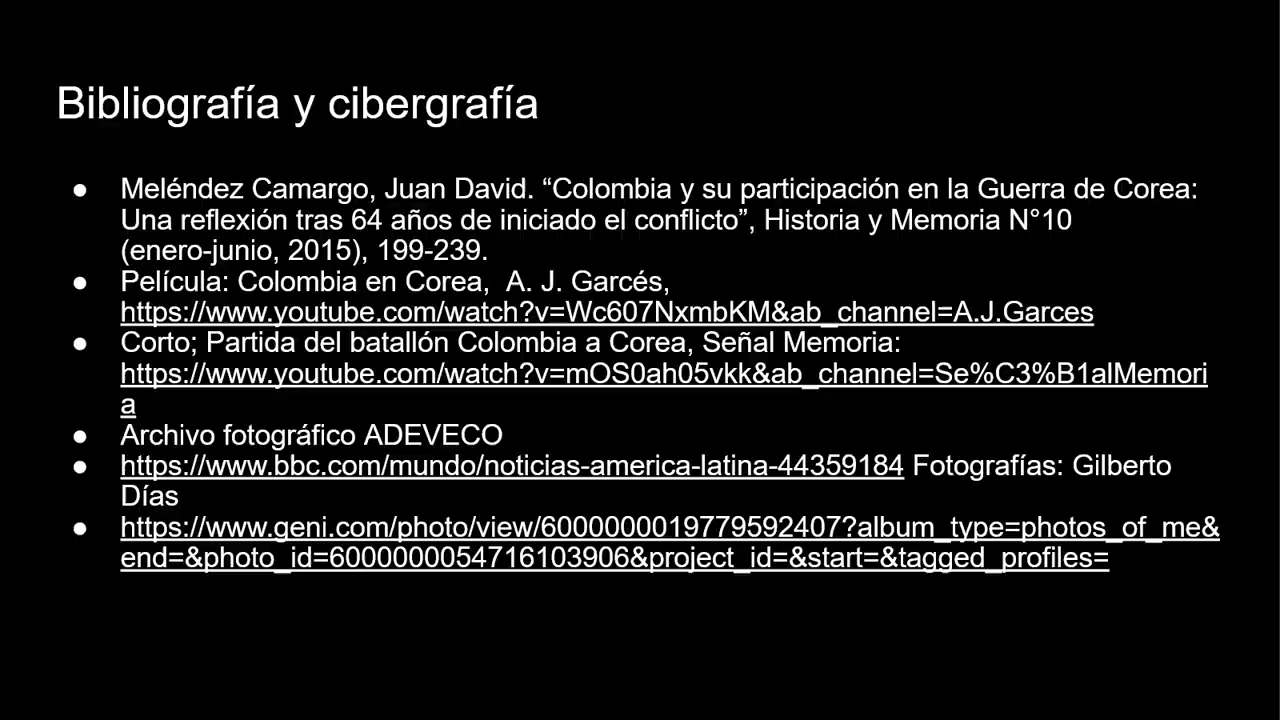 Bibliografía y cibergrafía
● Meléndez Camargo, Juan David. “Colombia y su participación en la Guerra de Corea:
Una reflexión tras 64 años de iniciado el conflicto”, Historia y Memoria N°10
(enero-junio, 2015), 199-239.
● Película: Colombia en Corea,  A. J. Garcés,
https://www.youtube.com/watch?v=Wc607NxmbKM&ab_channel=A.J.Garces
● Corto; Partida del batallón Colombia a Corea, Señal Memoria:
https://www.youtube.com/watch?v=mOS0ah05vkk&ab_channel=Se%C3%B1alMemori
a
● Archivo fotográfico ADEVECO
● https://www.bbc.com/mundo/noticias-america-latina-44359184 Fotografías: Gilberto
Días
● https://www.geni.com/photo/view/6000000019779592407?album_type=photos_of_me&
end=&photo_id=6000000054716103906&project_id=&start=&tagged_profiles=